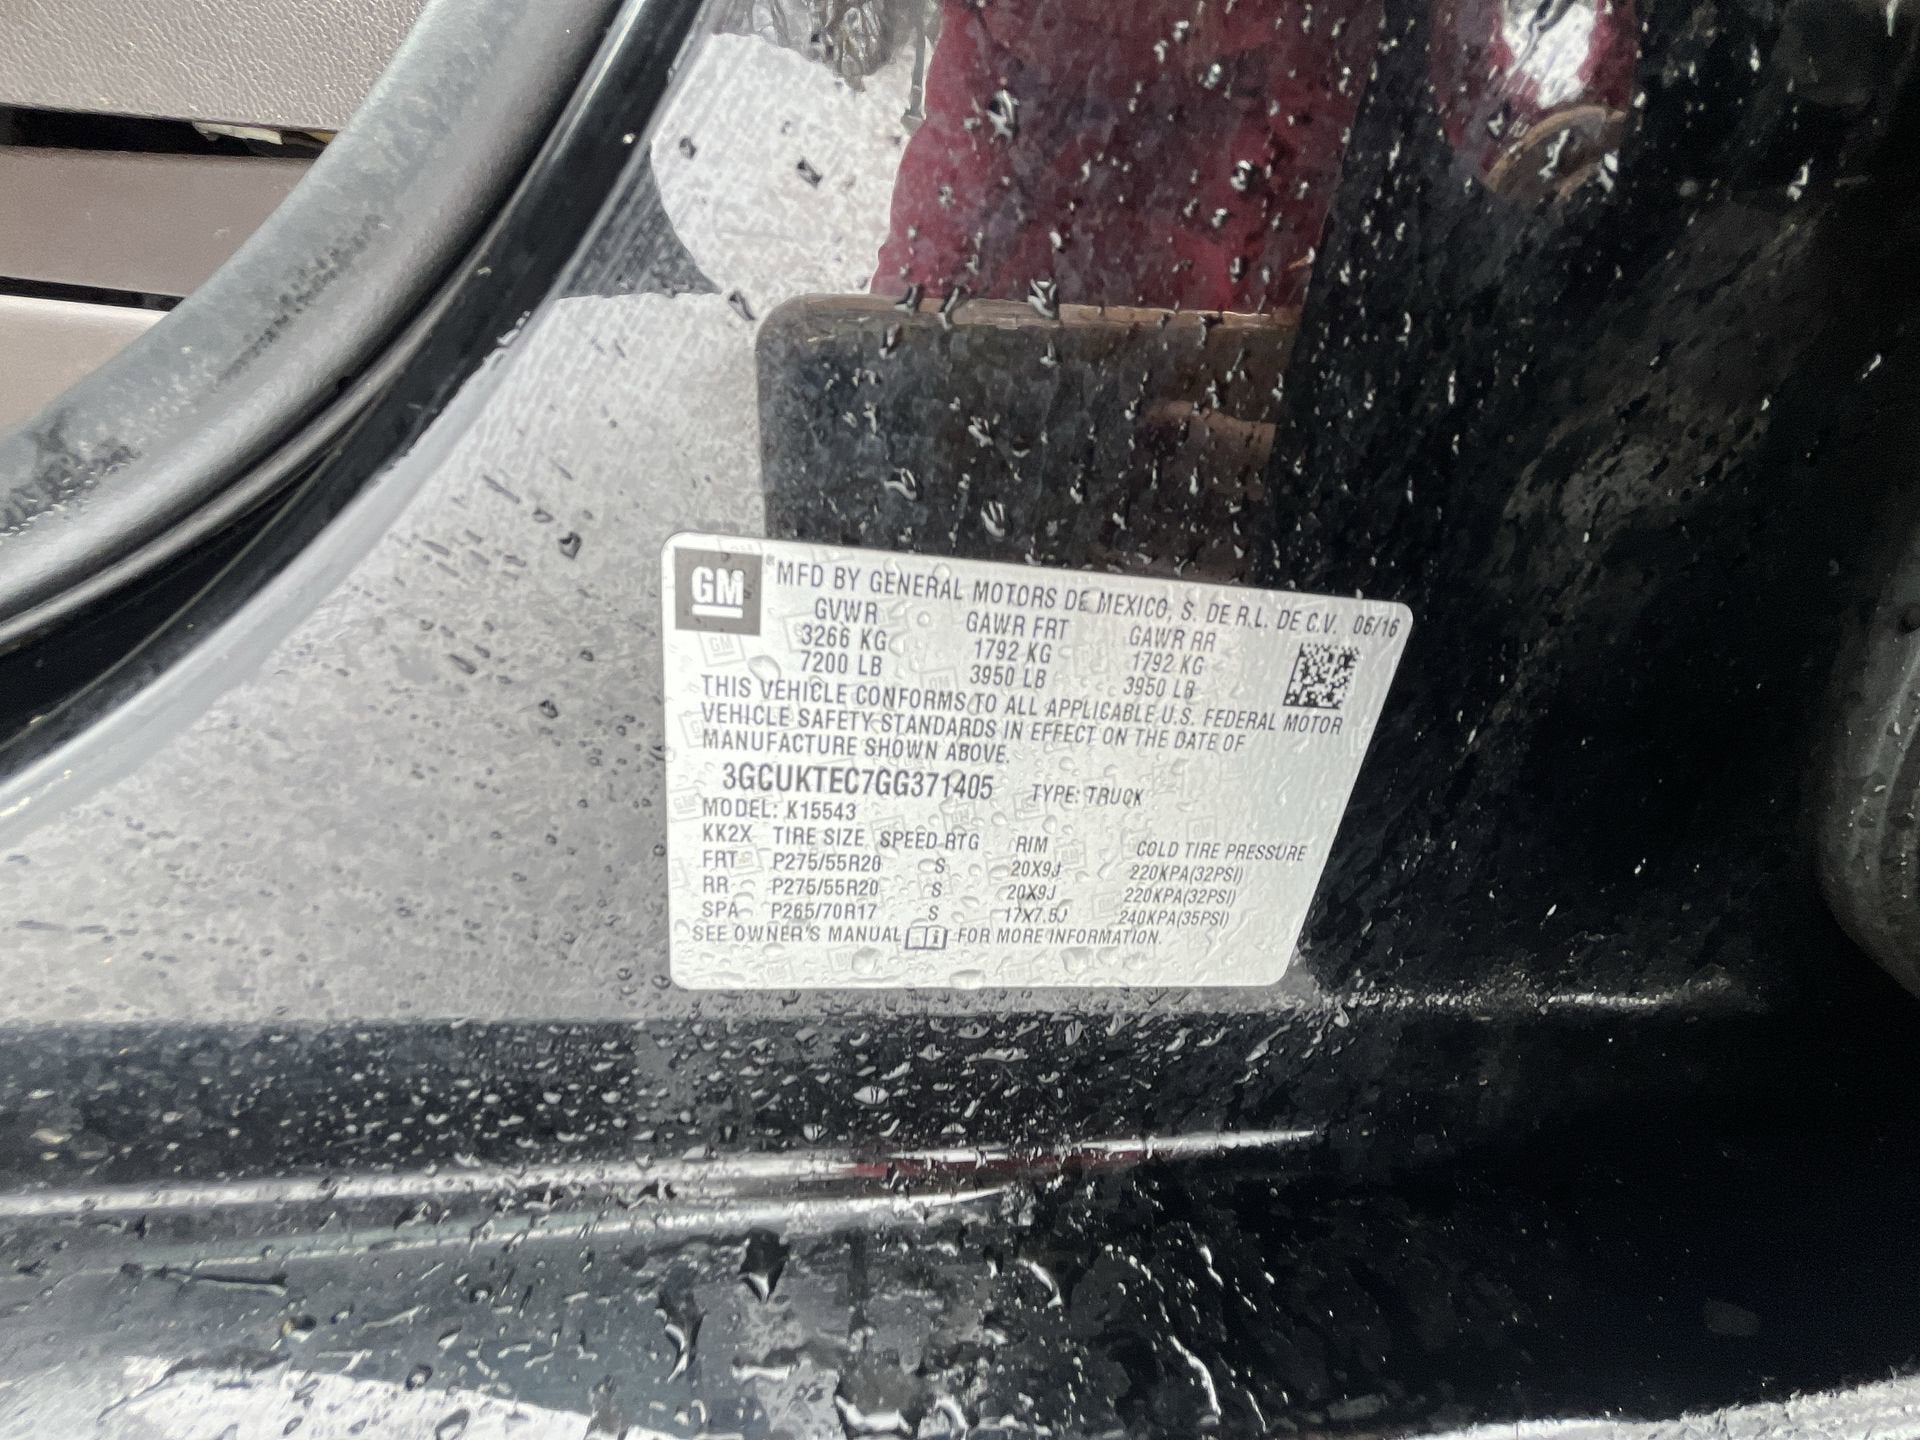 GM
MFD BY GENERAL MOTORS DE MEXICO, S. DE R.L. DE C.V. 06/16
GVWR GAWR FRT GAWR RR
3266 KG 1792 KG 1792 KG
7200 LB 3950 LB 3950 LB
THIS VEHICLE CONFORMS TO ALL APPLICABLE U.S. FEDERAL MOTOR
VEHICLE SAFETY STANDARDS IN EFFECT ON THE DATE OF
MANUFACTURE SHOWN ABOVE.
3GCUKTEC7GG371405 TYPE: TRUCK
MODEL: K15543
KK2X TIRE SIZE SPEED RTG RIM COLD TIRE PRESSURE
FRT P275/55R20 S 20X9J 220KPA(32PSI)
RR P275/55R20 S 20X9J 220KPA(32PSI)
SPA P265/70R17 S 17X7.5J 240KPA(35PSI)
SEE OWNER'S MANUAL FOR MORE INFORMATION.